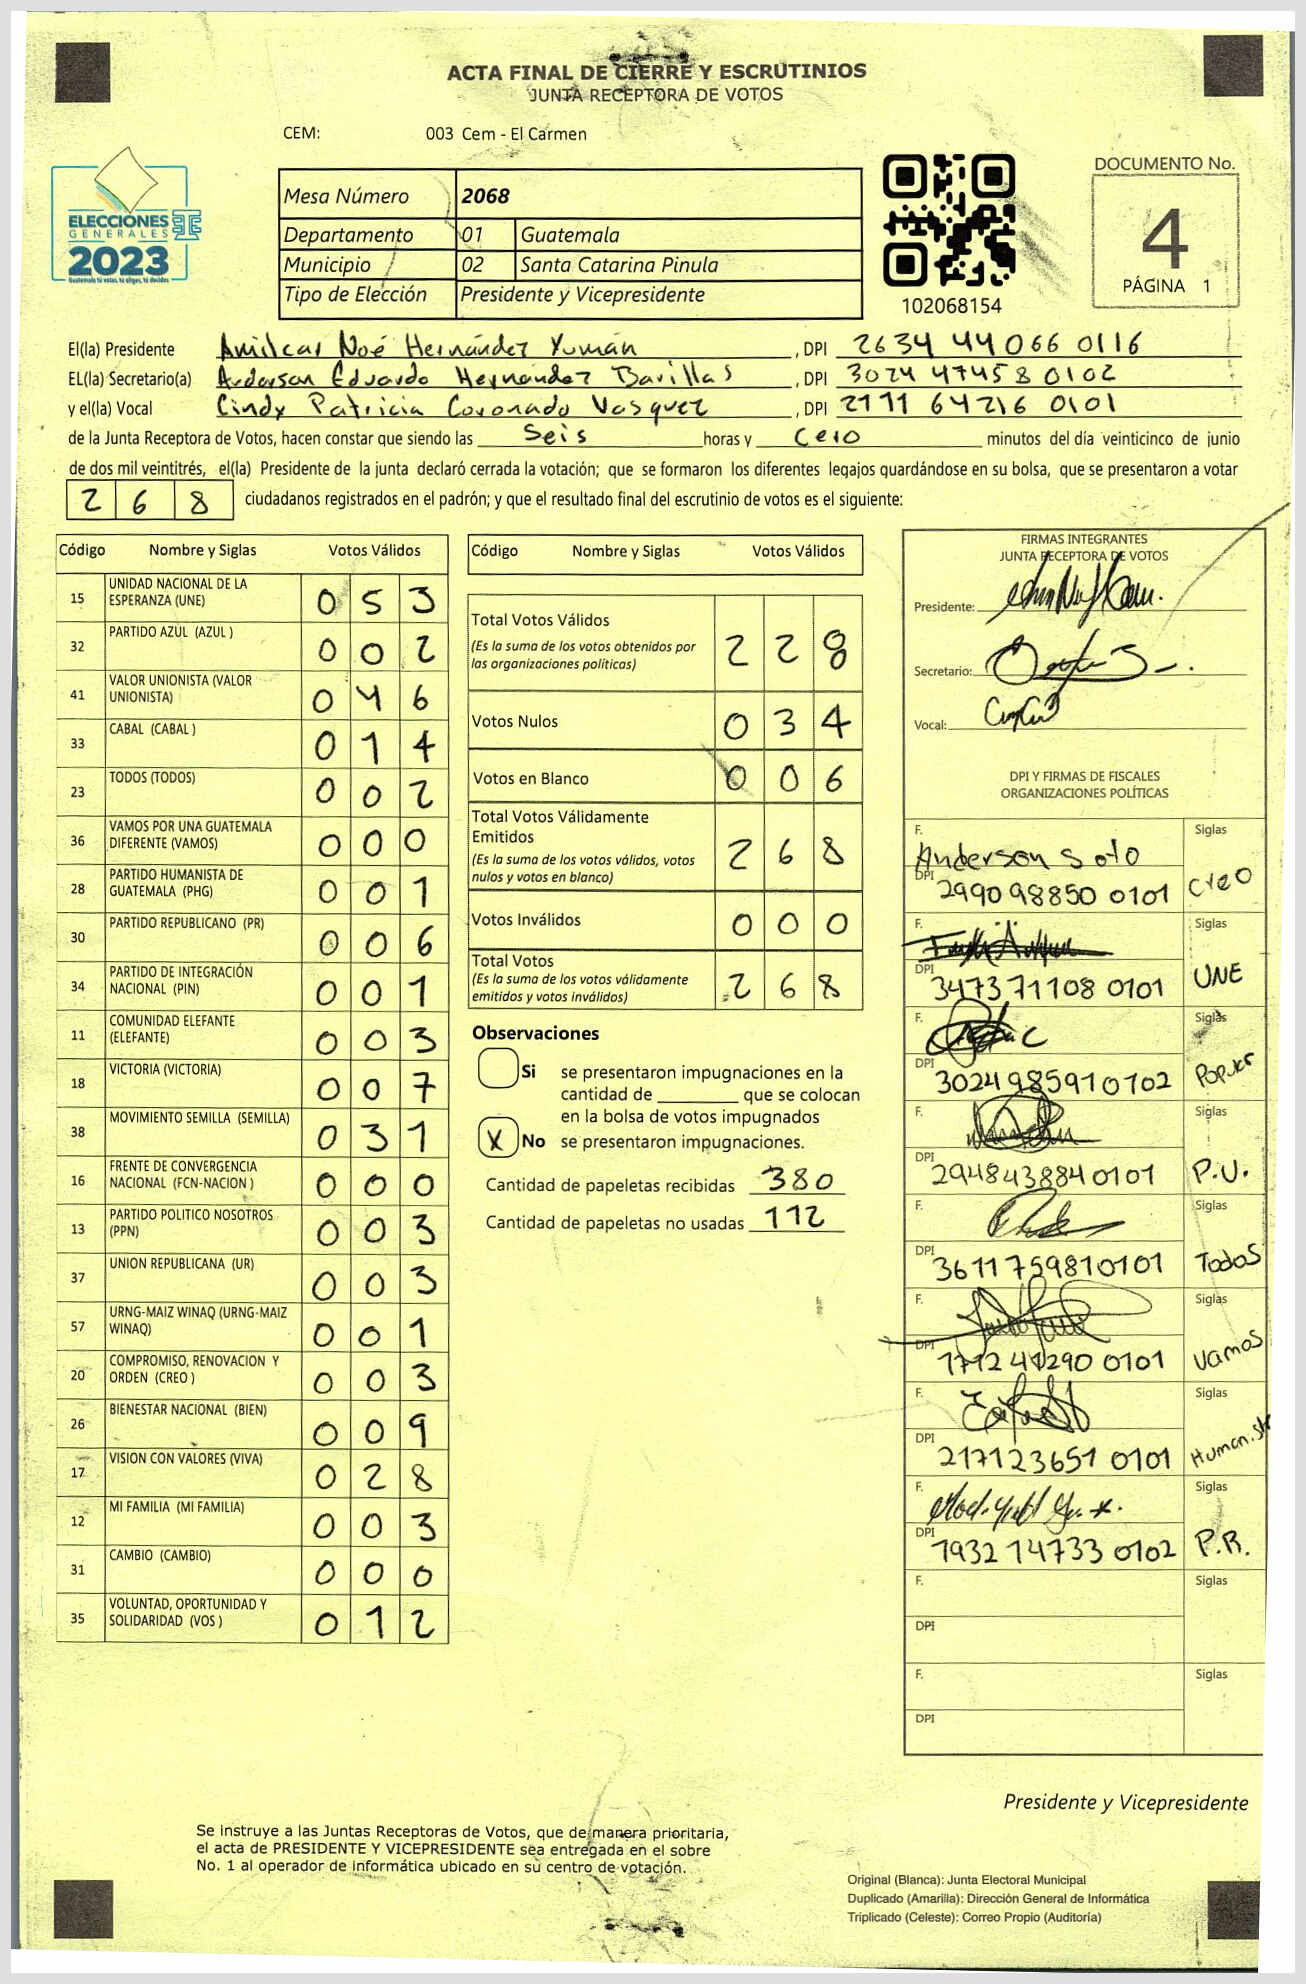 ACTA FINAL DE CIERRE Y ESCRUTINIOS
JUNTA RECEPTORA DE VOTOS
CEM: 003 Cem - El Carmen
ELECCIONES
GENERALES
2023
Guatemala tú votas, tú eliges, tú decides
Mesa Número 2068
Departamento 01 Guatemala
Municipio 02 Santa Catarina Pinula
Tipo de Elección Presidente y Vicepresidente
102068154
DOCUMENTO No.
4
PÁGINA 1
El(la) Presidente Amilcar Noé Hernández Yumán, DPI 2634 44066 0116
EL(la) Secretario(a) Anderson Eduardo Hernández Barillas, DPI 3024 47458 0102
y el(la) Vocal Cindy Patricia Coronado Vasquez, DPI 2111 64216 0101
de la Junta Receptora de Votos, hacen constar que siendo las Seis horas y Cero minutos del día veinticinco de junio
de dos mil veintitrés, el(la) Presidente de la junta declaró cerrada la votación; que se formaron los diferentes legajos quardándose en su bolsa, que se presentaron a votar
2 6 8 ciudadanos registrados en el padrón; y que el resultado final del escrutinio de votos es el siguiente:
Código Nombre y Siglas Votos Válidos
15 UNIDAD NACIONAL DE LA ESPERANZA (UNE) 0 5 3
32 PARTIDO AZUL (AZUL ) 0 0 2
41 VALOR UNIONISTA (VALOR UNIONISTA) 0 4 6
33 CABAL (CABAL ) 0 1 4
23 TODOS (TODOS) 0 0 2
36 VAMOS POR UNA GUATEMALA DIFERENTE (VAMOS) 0 0 0
28 PARTIDO HUMANISTA DE GUATEMALA (PHG) 0 0 1
30 PARTIDO REPUBLICANO (PR) 0 0 6
34 PARTIDO DE INTEGRACIÓN NACIONAL (PIN) 0 0 1
11 COMUNIDAD ELEFANTE (ELEFANTE) 0 0 3
18 VICTORIA (VICTORIA) 0 0 7
38 MOVIMIENTO SEMILLA (SEMILLA) 0 3 1
16 FRENTE DE CONVERGENCIA NACIONAL (FCN-NACION ) 0 0 0
13 PARTIDO POLITICO NOSOTROS (PPN) 0 0 3
37 UNION REPUBLICANA (UR) 0 0 3
57 URNG-MAIZ WINAQ (URNG-MAIZ WINAQ) 0 0 1
20 COMPROMISO, RENOVACION Y ORDEN (CREO ) 0 0 3
26 BIENESTAR NACIONAL (BIEN) 0 0 9
17 VISION CON VALORES (VIVA) 0 2 8
12 MI FAMILIA (MI FAMILIA) 0 0 3
31 CAMBIO (CAMBIO) 0 0 0
35 VOLUNTAD, OPORTUNIDAD Y SOLIDARIDAD (VOS ) 0 1 2
Código Nombre y Siglas Votos Válidos
Total Votos Válidos 2 2 8
(Es la suma de los votos obtenidos por
las organizaciones políticas)
Votos Nulos 0 3 4
Votos en Blanco 0 0 6
Total Votos Válidamente
Emitidos 2 6 8
(Es la suma de los votos válidos, votos
nulos y votos en blanco)
Votos Inválidos 0 0 0
Total Votos 2 6 8
(Es la suma de los votos válidamente
emitidos y votos inválidos)
Observaciones
Si se presentaron impugnaciones en la
cantidad de ________ que se colocan
en la bolsa de votos impugnados
X No se presentaron impugnaciones.
Cantidad de papeletas recibidas 380
Cantidad de papeletas no usadas 112
FIRMAS INTEGRANTES
JUNTA RECEPTORA DE VOTOS
Presidente:
Secretario:
Vocal:
DPI Y FIRMAS DE FISCALES
ORGANIZACIONES POLÍTICAS
F. Anderson Soto Siglas
DPI 2990 98850 0101 Creo
F. Siglas
DPI 3473 71108 0101 UNE
F. Siglas
DPI 3024985910102
F. Siglas
DPI 2948438840101 P.U.
F. Siglas
DPI 3611759810101 Todos
F. Siglas
DPI 1712 41290 0101 Vamos
F. Siglas
DPI 217123651 0101
F. Siglas
DPI 1932 14733 0102 P.R.
F. Siglas
DPI
F. Siglas
DPI
Presidente y Vicepresidente
Se instruye a las Juntas Receptoras de Votos, que de manera prioritaria,
el acta de PRESIDENTE Y VICEPRESIDENTE sea entregada en el sobre
No. 1 al operador de informática ubicado en su centro de votación.
Original (Blanca): Junta Electoral Municipal
Duplicado (Amarilla): Dirección General de Informática
Triplicado (Celeste): Correo Propio (Auditoría)